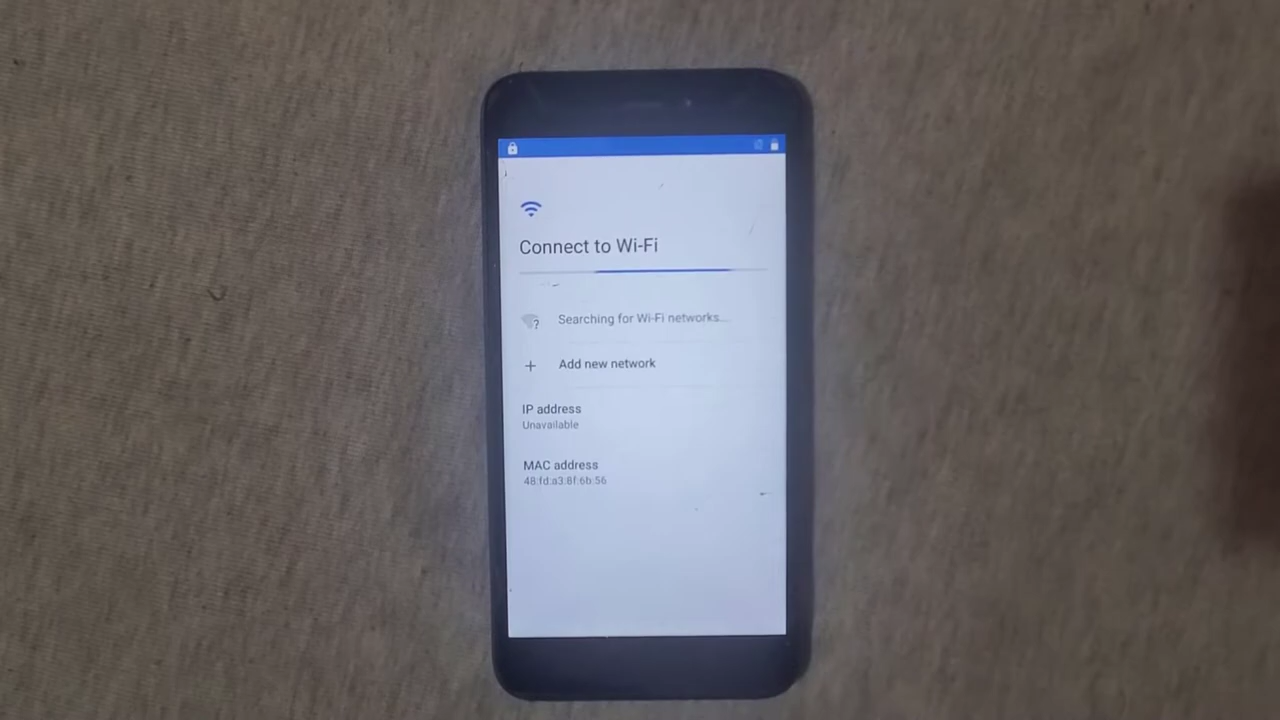 Connect to Wi-Fi
Searching for Wi-Fi networks...
Add new network
IP address
Unavailable
MAC address
48:fd:a3:8f:6b:56